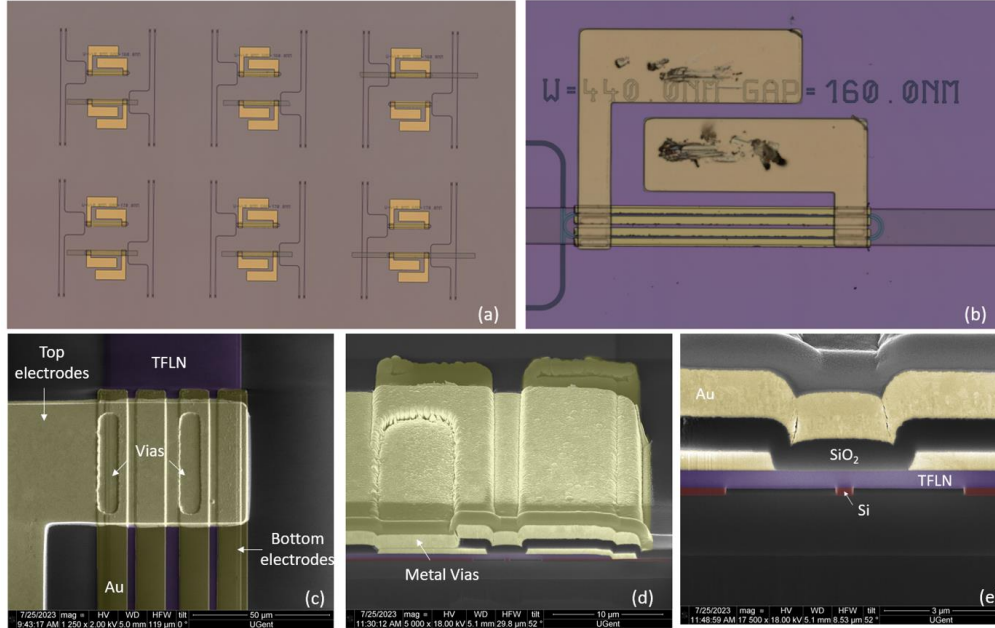 (a)
W=440.0NM GAP=160.0NM
(b)
Top
electrodes
TFLN
Vias
Bottom
electrodes
Au
(c)
7/25/2023 mag HV WD HFW tilt 50 µm
9:43:17 AM 1 250 x 2.00 kV 5.0 mm 119 µm 0° UGent
Metal Vias
(d)
7/25/2023 mag HV WD HFW tilt 10 µm
11:30:12 AM 5 000 x 18.00 kV 5.1 mm 29.8 µm 52° UGent
Au
SiO2
TFLN
Si
(e)
7/25/2023 mag HV WD HFW tilt 3 µm
11:48:59 AM 17 500 x 18.00 kV 5.1 mm 8.53 µm 52° UGent